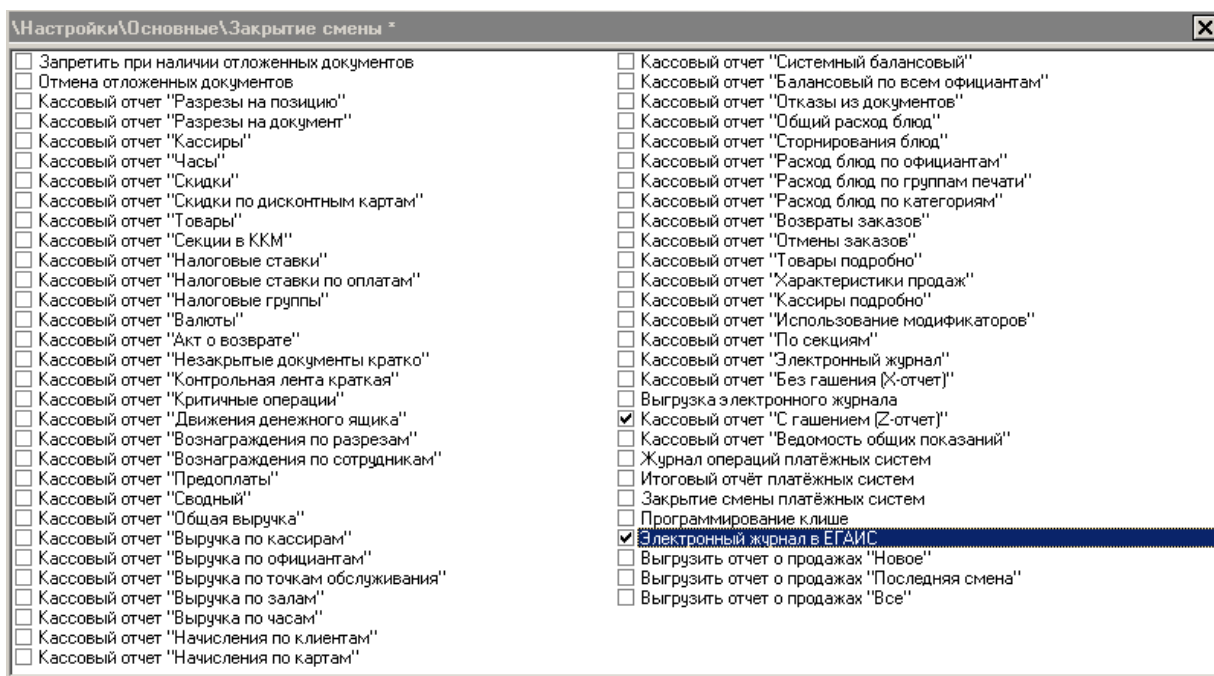 \Настройки\Основные\Закрытие смены *
Запретить при наличии отложенных документов
Отмена отложенных документов
Кассовый отчет "Разрезы на позицию"
Кассовый отчет "Разрезы на документ"
Кассовый отчет "Кассиры"
Кассовый отчет "Часы"
Кассовый отчет "Скидки"
Кассовый отчет "Скидки по дисконтным картам"
Кассовый отчет "Товары"
Кассовый отчет "Секции в ККМ"
Кассовый отчет "Налоговые ставки"
Кассовый отчет "Налоговые ставки по оплатам"
Кассовый отчет "Налоговые группы"
Кассовый отчет "Валюты"
Кассовый отчет "Акт о возврате"
Кассовый отчет "Незакрытые документы кратко"
Кассовый отчет "Контрольная лента краткая"
Кассовый отчет "Критичные операции"
Кассовый отчет "Движения денежного ящика"
Кассовый отчет "Вознаграждения по разрезам"
Кассовый отчет "Вознаграждения по сотрудникам"
Кассовый отчет "Предоплаты"
Кассовый отчет "Сводный"
Кассовый отчет "Общая выручка"
Кассовый отчет "Выручка по кассирам"
Кассовый отчет "Выручка по официантам"
Кассовый отчет "Выручка по точкам обслуживания"
Кассовый отчет "Выручка по залам"
Кассовый отчет "Выручка по часам"
Кассовый отчет "Начисления по клиентам"
Кассовый отчет "Начисления по картам"
Кассовый отчет "Системный балансовый"
Кассовый отчет "Балансовый по всем официантам"
Кассовый отчет "Отказы из документов"
Кассовый отчет "Общий расход блюд"
Кассовый отчет "Сторнирования блюд"
Кассовый отчет "Расход блюд по официантам"
Кассовый отчет "Расход блюд по группам печати"
Кассовый отчет "Расход блюд по категориям"
Кассовый отчет "Возвраты заказов"
Кассовый отчет "Отмены заказов"
Кассовый отчет "Товары подробно"
Кассовый отчет "Характеристики продаж"
Кассовый отчет "Кассиры подробно"
Кассовый отчет "Использование модификаторов"
Кассовый отчет "По секциям"
Кассовый отчет "Электронный журнал"
Кассовый отчет "Без гашения (X-отчет)"
Выгрузка электронного журнала
Кассовый отчет "С гашением (Z-отчет)"
Кассовый отчет "Ведомость общих показаний"
Журнал операций платёжных систем
Итоговый отчёт платёжных систем
Закрытие смены платёжных систем
Программирование клише
Электронный журнал в ЕГАИС
Выгрузить отчет о продажах "Новое"
Выгрузить отчет о продажах "Последняя смена"
Выгрузить отчет о продажах "Все"